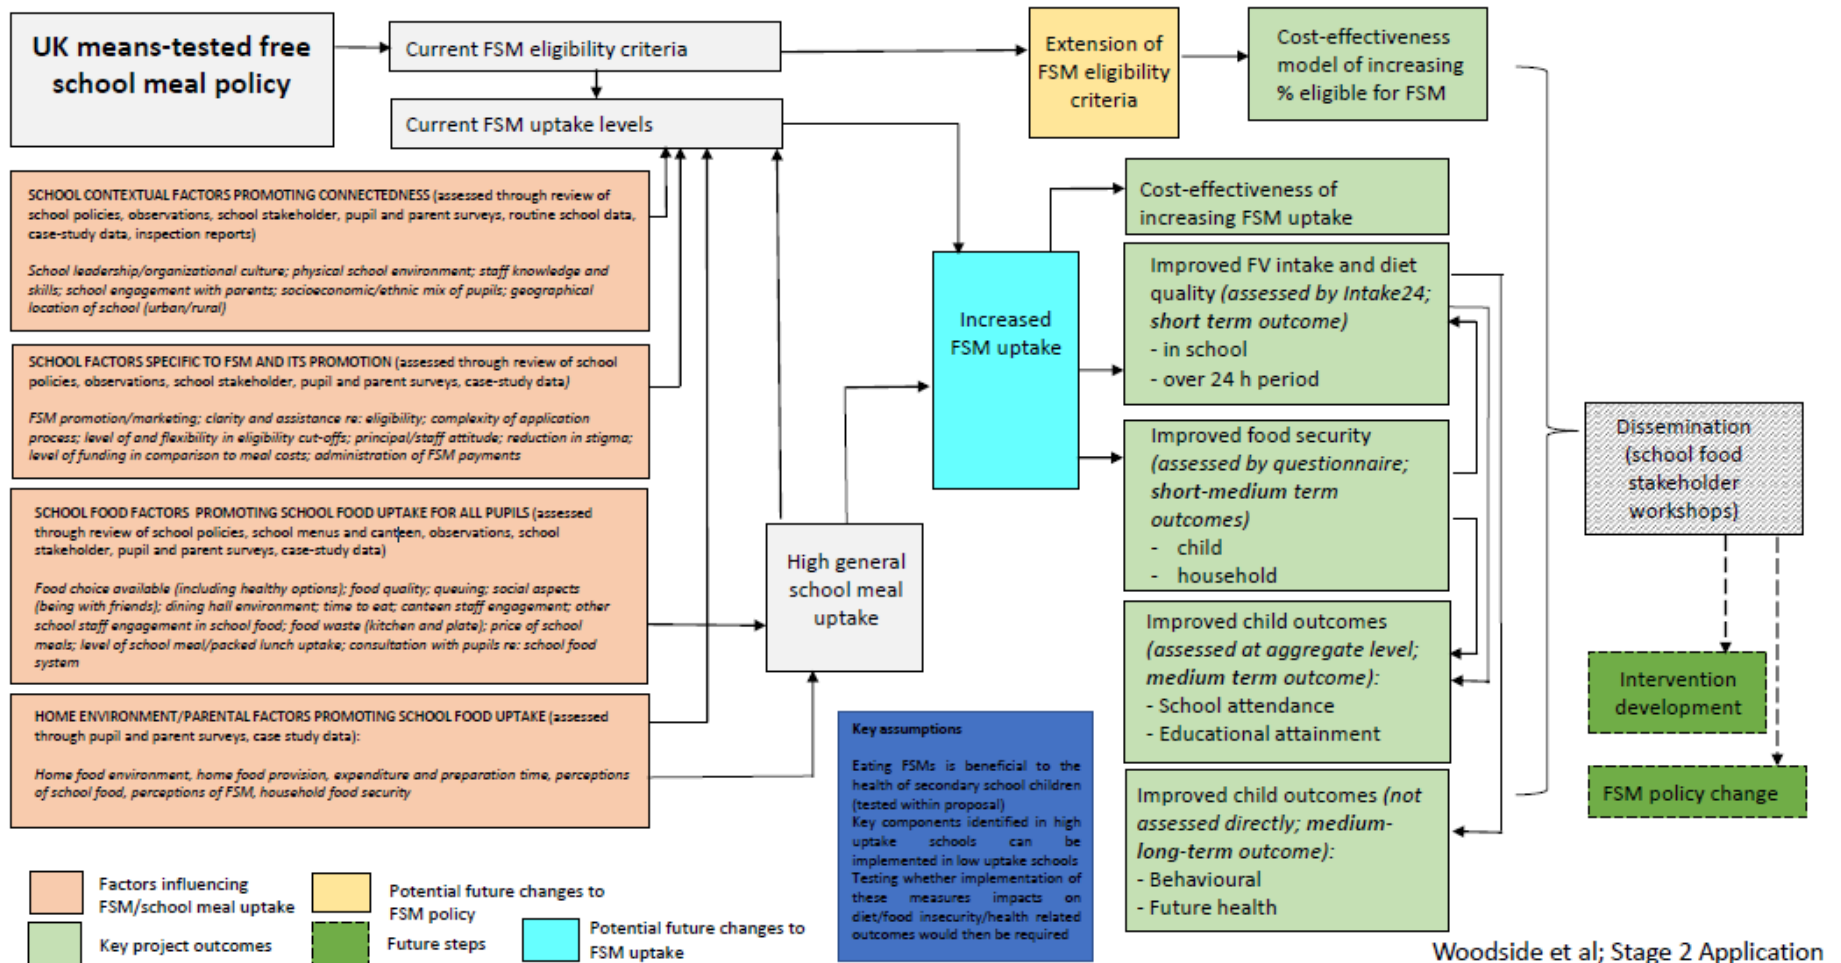 UK means-tested free
school meal policy
Current FSM eligibility criteria
Current FSM uptake levels
Extension of
FSM eligibility
criteria
Cost-effectiveness
model of increasing
% eligible for FSM
SCHOOL CONTEXTUAL FACTORS PROMOTING CONNECTEDNESS (assessed through review of
school policies, observations, school stakeholder, pupil and parent surveys, routine school data,
case-study data, inspection reports)
School leadership/organizational culture; physical school environment; staff knowledge and
skills; school engagement with parents; socioeconomic/ethnic mix of pupils; geographical
location of school (urban/rural)
SCHOOL FACTORS SPECIFIC TO FSM AND ITS PROMOTION (assessed through review of school
policies, observations, school stakeholder, pupil and parent surveys, case-study data)
FSM promotion/marketing; clarity and assistance re: eligibility; complexity of application
process; level of and flexibility in eligibility cut-offs; principal/staff attitude; reduction in stigma;
level of funding in comparison to meal costs; administration of FSM payments
SCHOOL FOOD FACTORS PROMOTING SCHOOL FOOD UPTAKE FOR ALL PUPILS (assessed
through review of school policies, school menus and canteen, observations, school
stakeholder, pupil and parent surveys, case-study data)
Food choice available (including healthy options); food quality; queuing; social aspects
(being with friends); dining hall environment; time to eat; canteen staff engagement; other
school staff engagement in school food; food waste (kitchen and plate); price of school
meals; level of school meal/packed lunch uptake; consultation with pupils re: school food
system
HOME ENVIRONMENT/PARENTAL FACTORS PROMOTING SCHOOL FOOD UPTAKE (assessed
through pupil and parent surveys, case study data):
Home food environment, home food provision, expenditure and preparation time, perceptions
of school food, perceptions of FSM, household food security
High general
school meal
uptake
Increased
FSM uptake
Cost-effectiveness of
increasing FSM uptake
Improved FV intake and diet
quality (assessed by Intake24;
short term outcome)
- in school
- over 24 h period
Improved food security
(assessed by questionnaire;
short-medium term
outcomes)
- child
- household
Improved child outcomes
(assessed at aggregate level;
medium term outcome):
- School attendance
- Educational attainment
Improved child outcomes (not
assessed directly; medium-
long-term outcome):
- Behavioural
- Future health
Dissemination
(school food
stakeholder
workshops)
Intervention
development
FSM policy change
Key assumptions
Eating FSMs is beneficial to the
health of secondary school children
(tested within proposal)
Key components identified in high
uptake schools can be
implemented in low uptake schools
Testing whether implementation of
these measures impacts on
diet/food insecurity/health related
outcomes would then be required
Factors influencing
FSM/school meal uptake
Potential future changes to
FSM policy
Key project outcomes
Future steps
Potential future changes to
FSM uptake
Woodside et al; Stage 2 Application